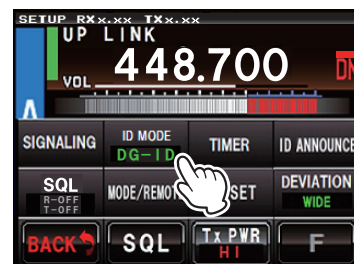 SETUP RXx.xx TXx.xx
UP LINK
VOL 448.700 DN
A
SIGNALING ID MODE DG-ID TIMER ID ANNOUNCE
SQL R-OFF T-OFF MODE/REMOT SET DEVIATION WIDE
BACK SQL Tx PWR HI F